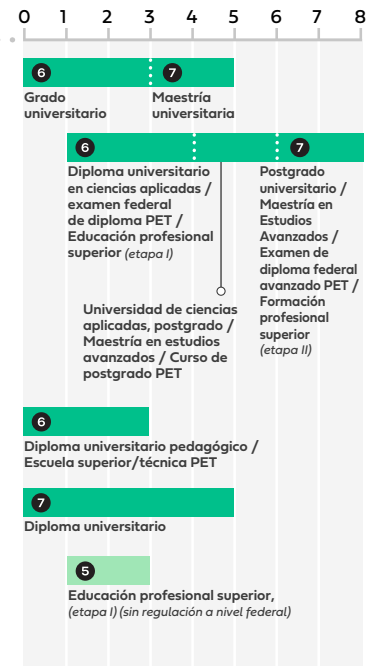 0 1 2 3 4 5 6 7 8
6 7
Grado
universitario
Maestría
universitaria
6 7
Diploma universitario
en ciencias aplicadas /
examen federal
de diploma PET /
Educación profesional
superior (etapa I)
Postgrado
universitario /
Maestría en
Estudios
Avanzados /
Examen de
diploma federal
avanzado PET /
Formación
profesional
superior
(etapa II)
Universidad de ciencias
aplicadas, postgrado /
Maestría en estudios
avanzados / Curso de
postgrado PET
6
Diploma universitario pedagógico /
Escuela superior/técnica PET
7
Diploma universitario
5
Educación profesional superior,
(etapa I) (sin regulación a nivel federal)